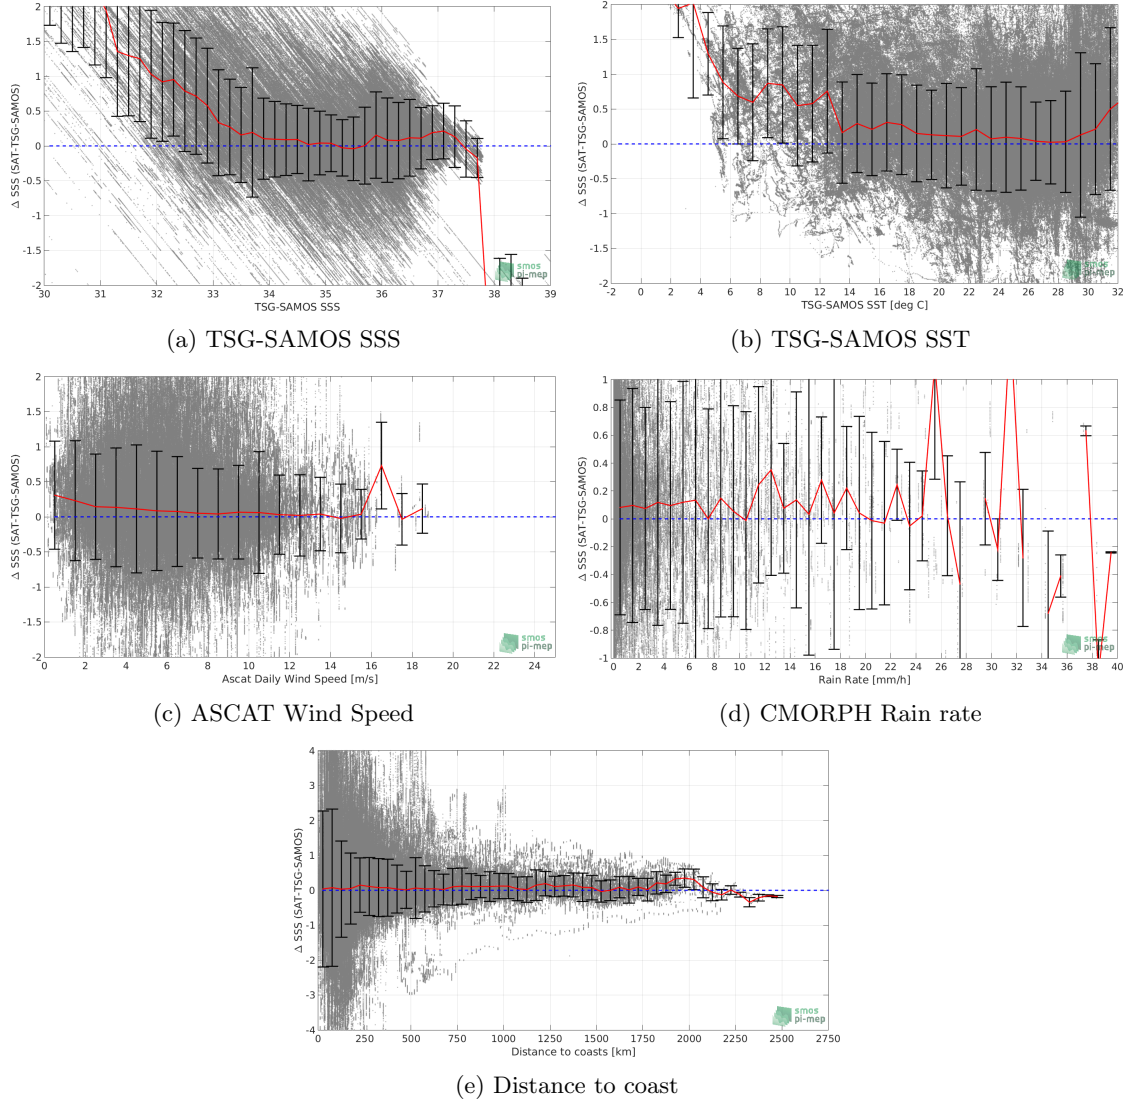 2
1.5
1
0.5
0
-0.5
-1
-1.5
-2
Δ SSS (SAT-TSG-SAMOS)
30 31 32 33 34 35 36 37 38 39
TSG-SAMOS SSS
smos
pi-mep
(a) TSG-SAMOS SSS
2
1.5
1
0.5
0
-0.5
-1
-1.5
-2
Δ SSS (SAT-TSG-SAMOS)
-2 0 2 4 6 8 10 12 14 16 18 20 22 24 26 28 30 32
TSG-SAMOS SST [deg C]
smos
pi-mep
(b) TSG-SAMOS SST
2
1.5
1
0.5
0
-0.5
-1
-1.5
-2
Δ SSS (SAT-TSG-SAMOS)
0 2 4 6 8 10 12 14 16 18 20 22 24
Ascat Daily Wind Speed [m/s]
smos
pi-mep
(c) ASCAT Wind Speed
1
0.8
0.6
0.4
0.2
0
-0.2
-0.4
-0.6
-0.8
-1
Δ SSS (SAT-TSG-SAMOS)
0 2 4 6 8 10 12 14 16 18 20 22 24 26 28 30 32 34 36 38 40
Rain Rate [mm/h]
smos
pi-mep
(d) CMORPH Rain rate
4
3
2
1
0
-1
-2
-3
-4
Δ SSS (SAT-TSG-SAMOS)
0 250 500 750 1000 1250 1500 1750 2000 2250 2500 2750
Distance to coasts [km]
smos
pi-mep
(e) Distance to coast